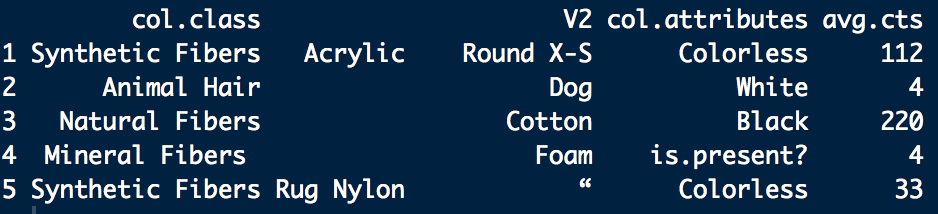 col.class V2 col.attributes avg.cts
1 Synthetic Fibers Acrylic Round X-S Colorless 112
2 Animal Hair Dog White 4
3 Natural Fibers Cotton Black 220
4 Mineral Fibers Foam is.present? 4
5 Synthetic Fibers Rug Nylon “ Colorless 33